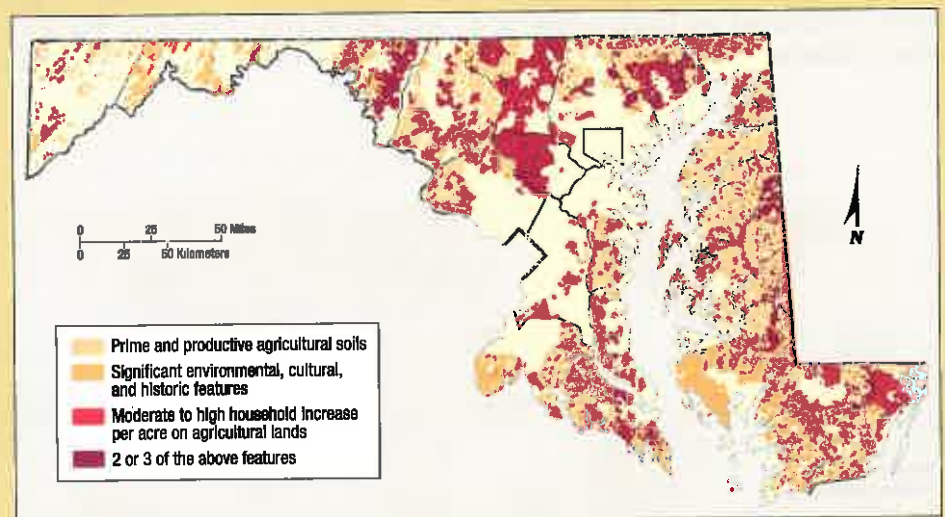 N
0 25 50 Miles
0 25 50 Kilometers
Prime and productive agricultural soils
Significant environmental, cultural,
and historic features
Moderate to high household increase
per acre on agricultural lands
2 or 3 of the above features